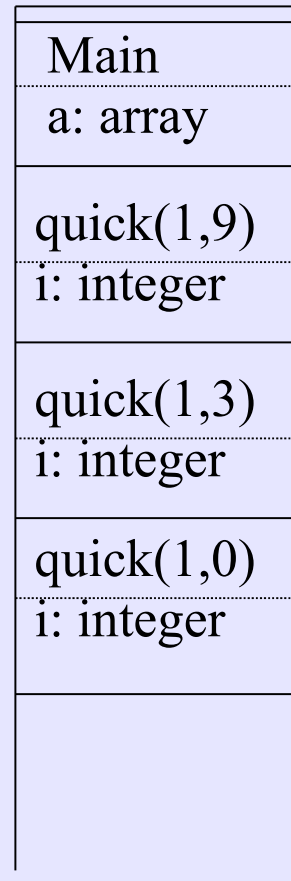 Main
a: array
quick(1,9)
i: integer
quick(1,3)
i: integer
quick(1,0)
i: integer